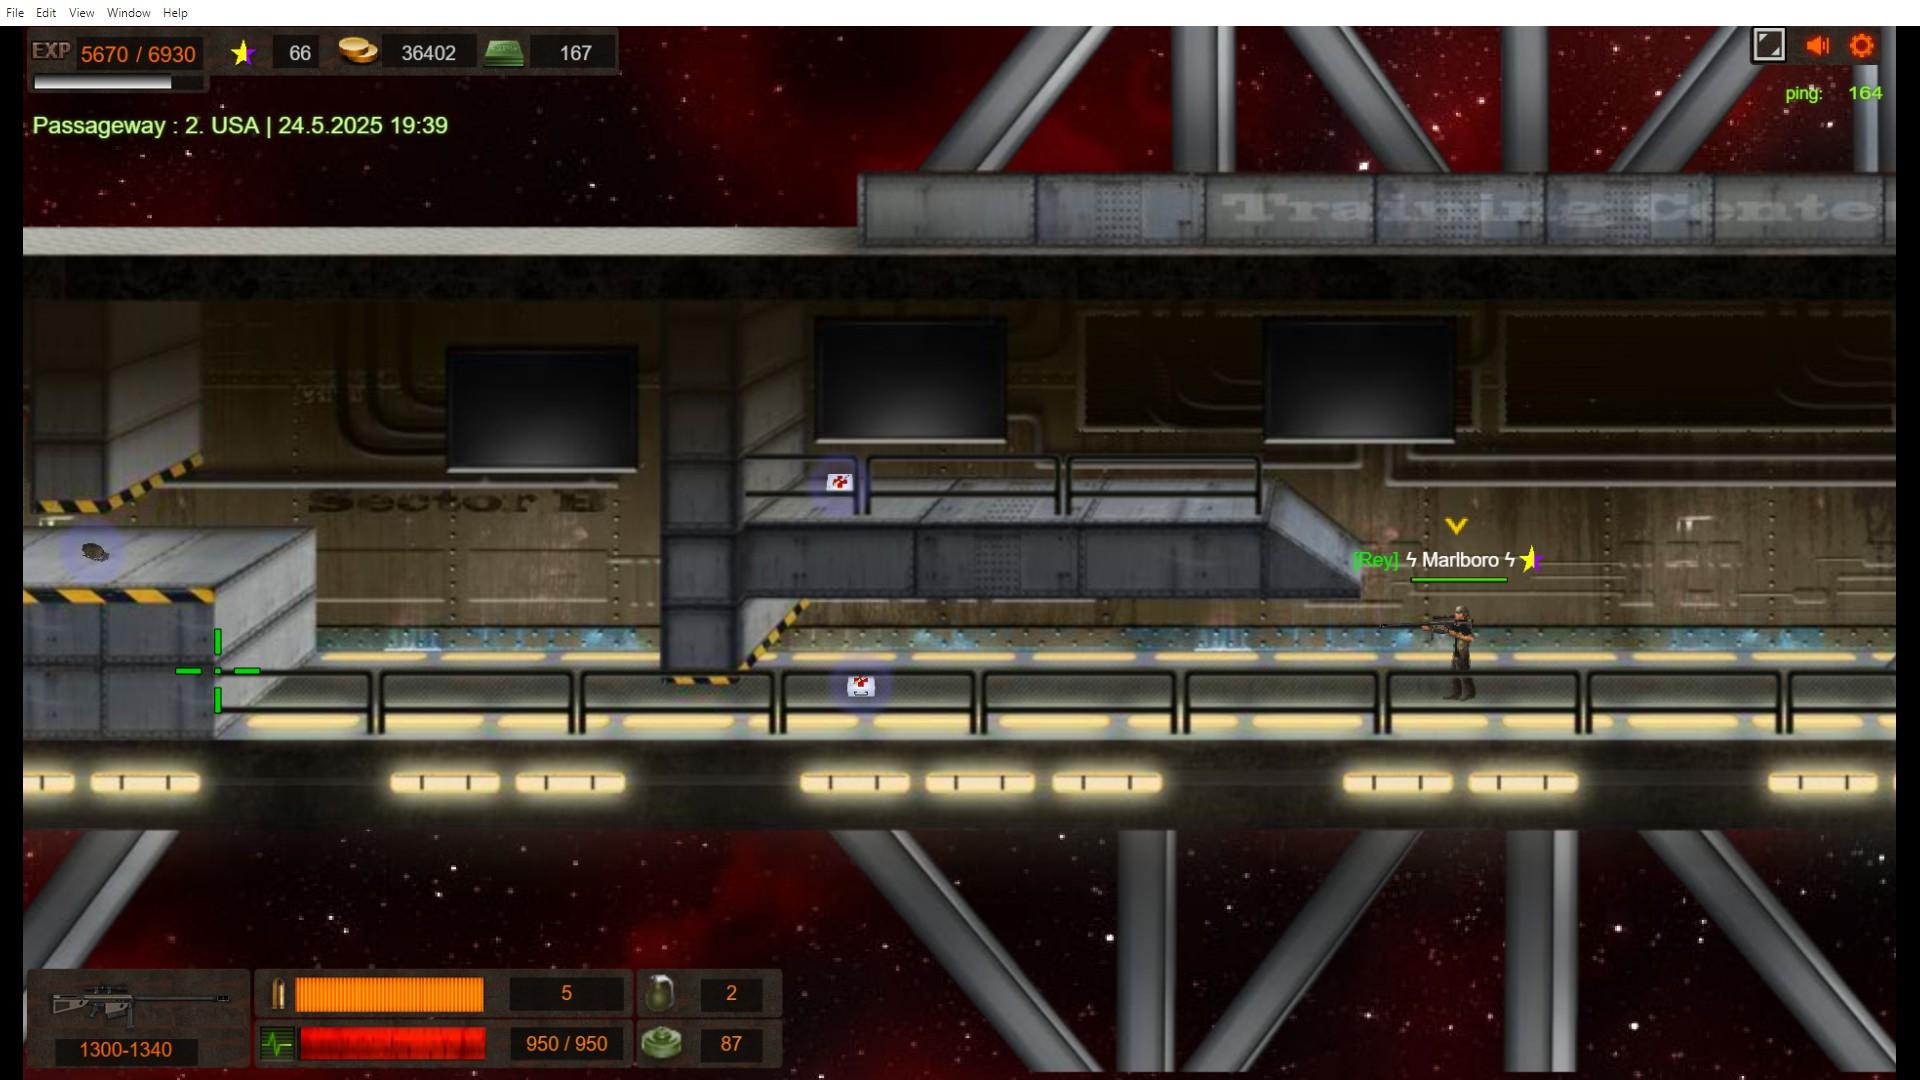 File Edit View Window Help
EXP 5670 / 6930 66 36402 167
ping: 164
Passageway : 2. USA | 24.5.2025 19:39
Training Cente
Sector B
[Rey] ϟ Marlboro ϟ
5 2
1300-1340 950 / 950 87